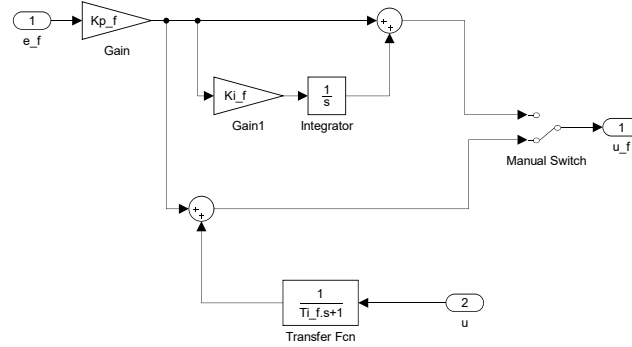 1
e_f
Kp_f
Gain
+
+
Ki_f
Gain1
1
s
Integrator
Manual Switch
1
u_f
+
+
1
Ti_f.s+1
Transfer Fcn
2
u